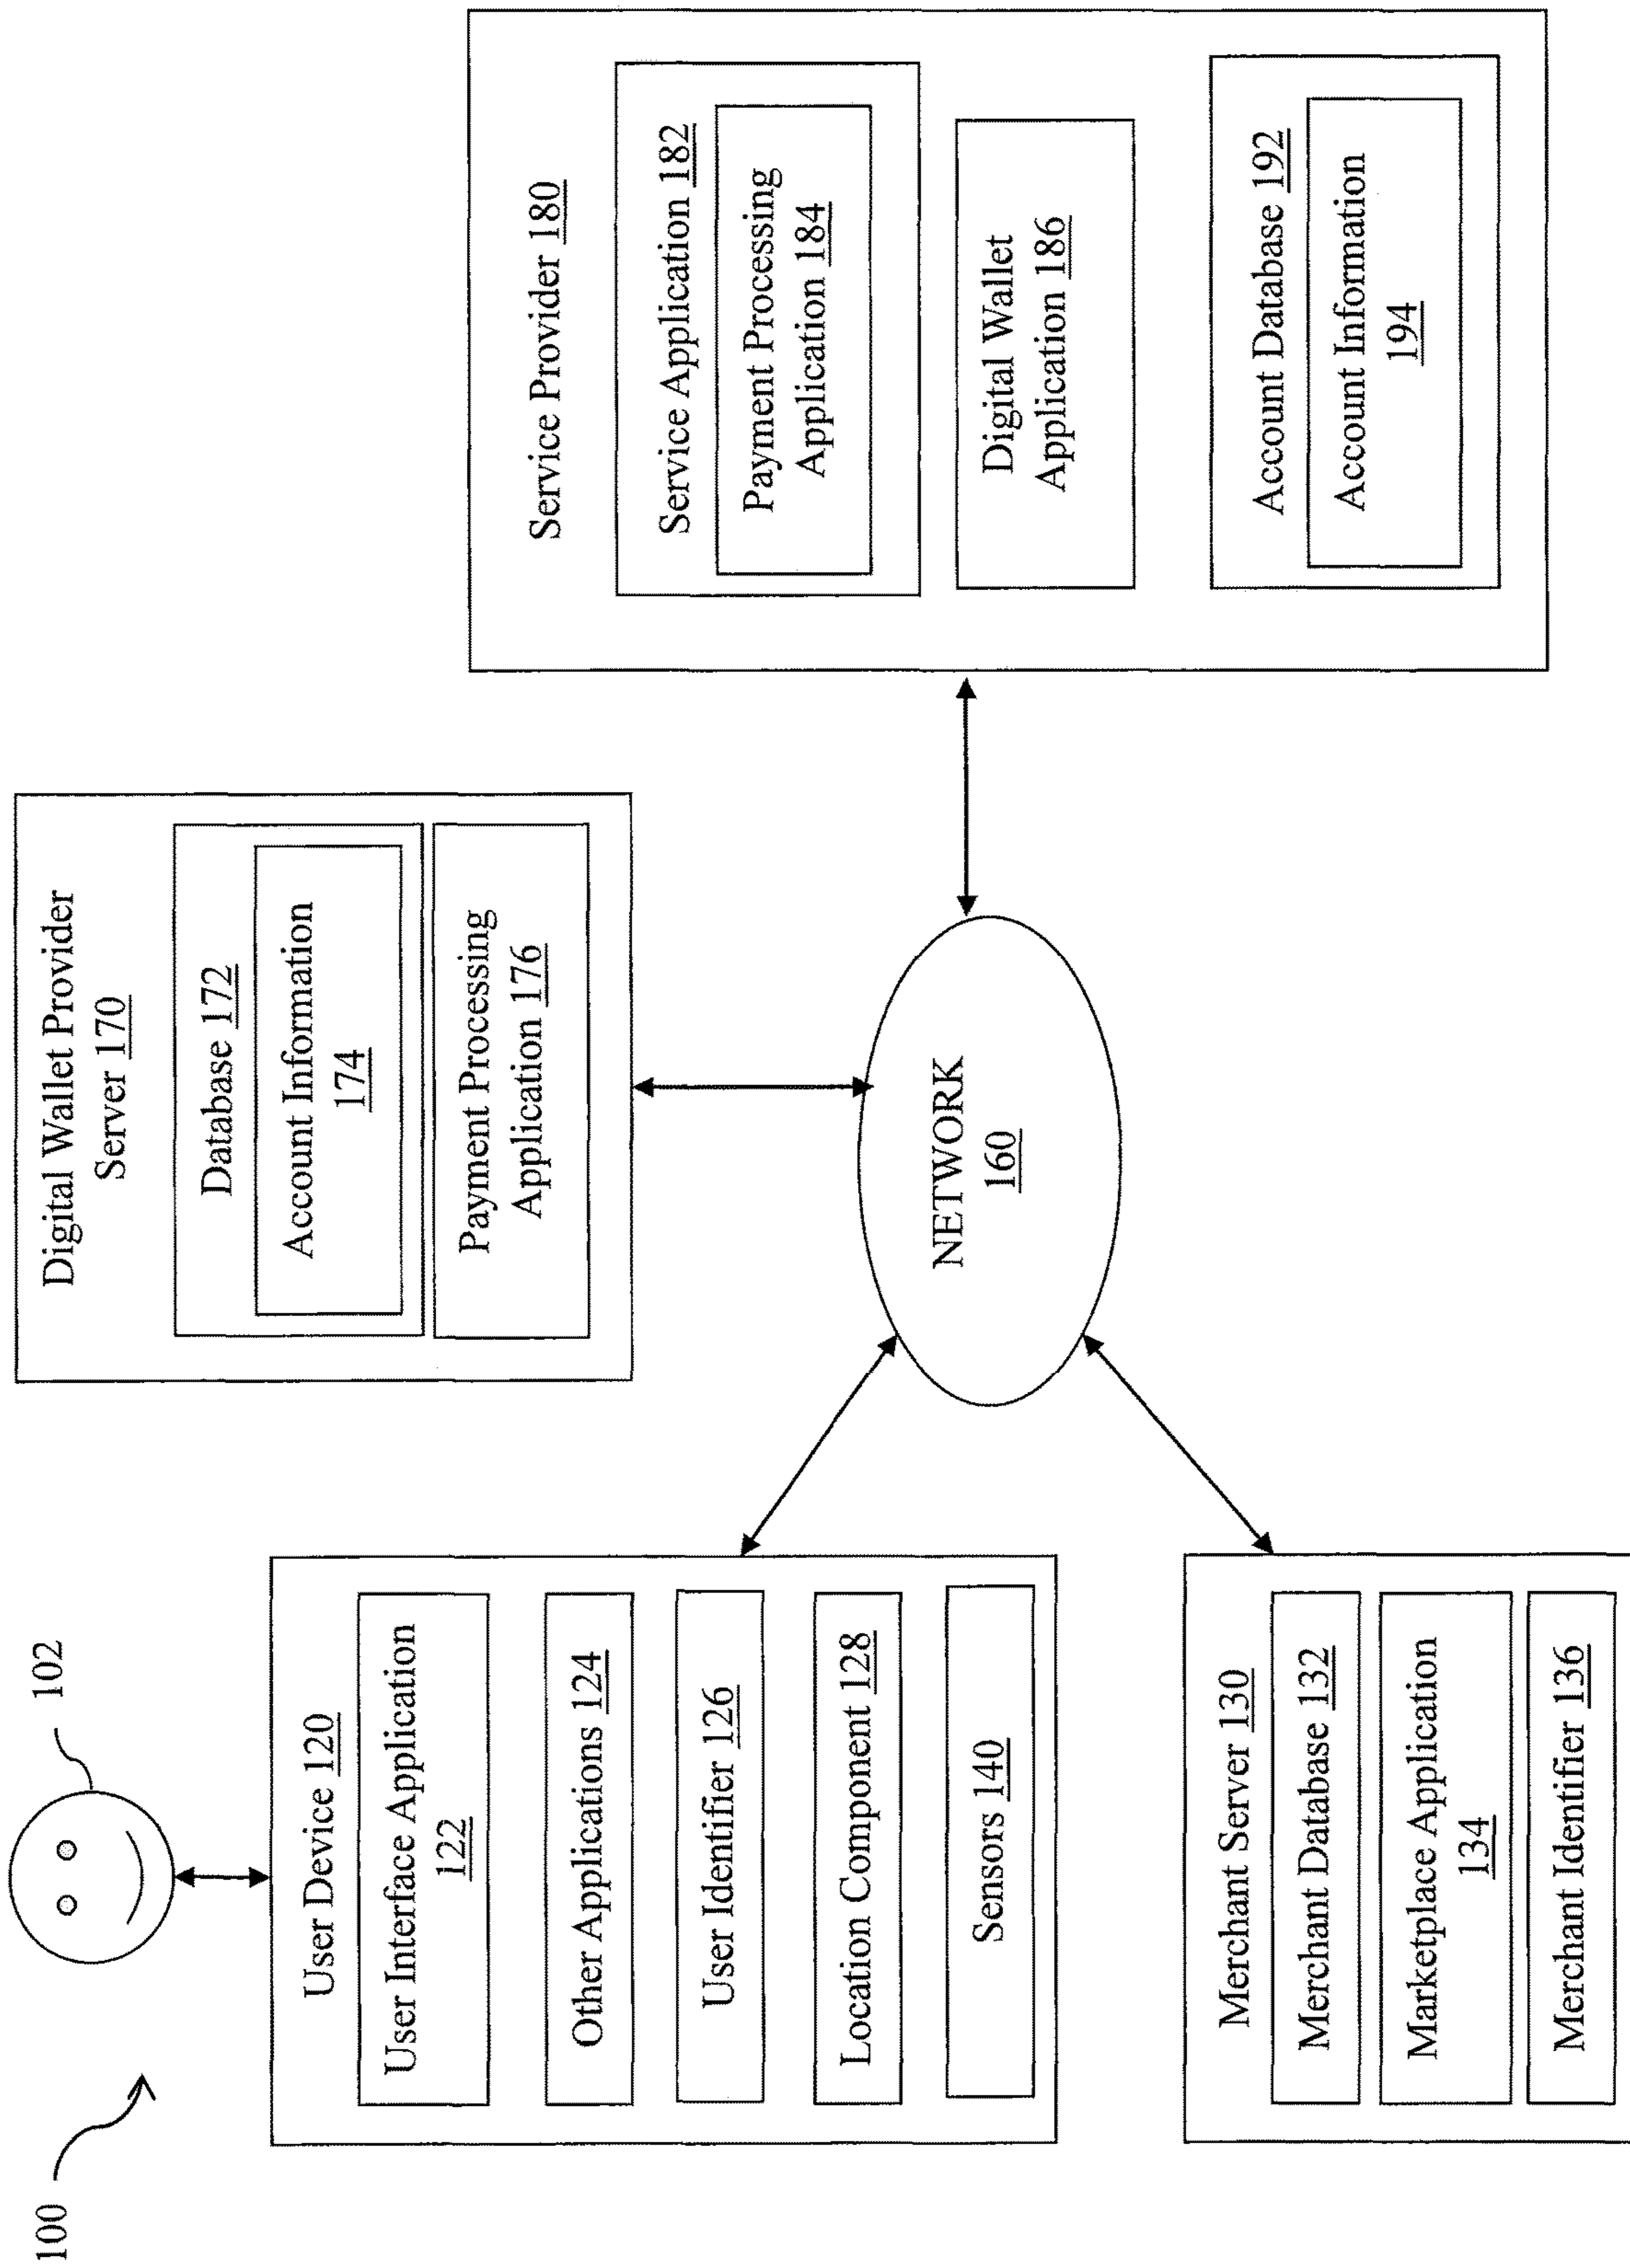 100
102
User Device 120
User Interface Application
122
Other Applications 124
User Identifier 126
Location Component 128
Sensors 140
Merchant Server 130
Merchant Database 132
Marketplace Application
134
Merchant Identifier 136
Digital Wallet Provider
Server 170
Database 172
Account Information
174
Payment Processing
Application 176
NETWORK
160
Service Provider 180
Service Application 182
Payment Processing
Application 184
Digital Wallet
Application 186
Account Database 192
Account Information
194